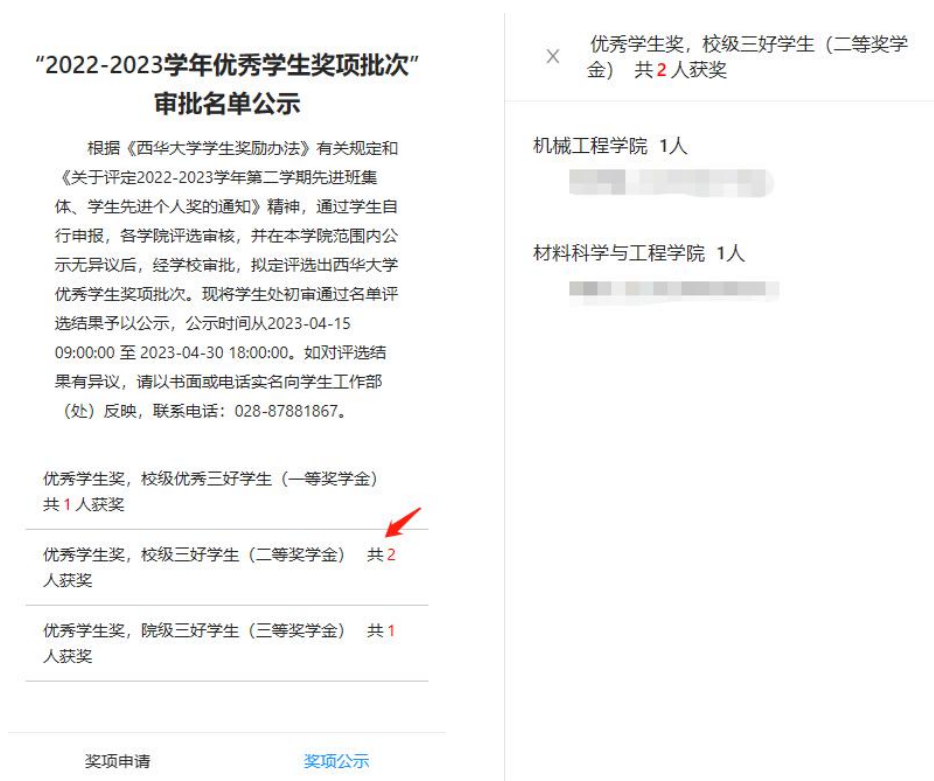 “2022-2023学年优秀学生奖项批次”
审批名单公示
根据《西华大学学生奖励办法》有关规定和
《关于评定2022-2023学年第二学期先进班集
体、学生先进个人奖的通知》精神，通过学生自
行申报，各学院评选审核，并在本学院范围内公
示无异议后，经学校审批，拟定评选出西华大学
优秀学生奖项批次。现将学生处初审通过名单评
选结果予以公示，公示时间从2023-04-15
09:00:00 至 2023-04-30 18:00:00。如对评选结
果有异议，请以书面或电话实名向学生工作部
（处）反映，联系电话：028-87881867。
优秀学生奖，校级优秀三好学生（一等奖学金）
共 1 人获奖
优秀学生奖，校级三好学生（二等奖学金） 共 2
人获奖
优秀学生奖，院级三好学生（三等奖学金） 共 1
人获奖
奖项申请 奖项公示
优秀学生奖，校级三好学生（二等奖学
金） 共 2 人获奖
机械工程学院 1人
材料科学与工程学院 1人